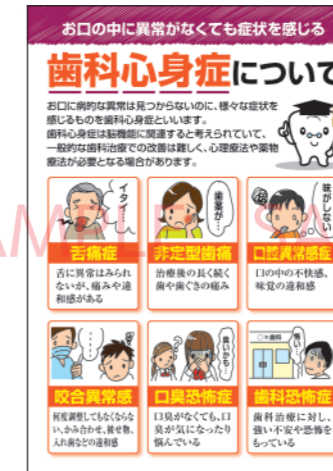 お口の中に異常がなくても症状を感じる
歯科心身症について
お口に病的な異常は見つからないのに、様々な症状を
感じるものを歯科心身症といいます。
歯科心身症は脳機能に関連すると考えられていて、
一般的な歯科治療での改善は難しく、心理療法や薬物
療法が必要となる場合があります。
イタイ…
舌痛症
舌に異常はみられ
ないが、痛みや違
和感がある
歯茎が…
非定型歯痛
治療後の長く続く
歯や歯ぐきの痛み
味がしない
口腔異常感症
口の中の不快感、
味覚の違和感
咬合異常感
何度調整してもなくならな
い、かみ合わせ、被せ物、
入れ歯などの違和感
臭いかも…
口臭恐怖症
口臭がなくても、口
臭が気になったり
悩んでいる
○×歯科
怖い…
歯科恐怖症
歯科治療に対し、
強い不安や恐怖を
もっている